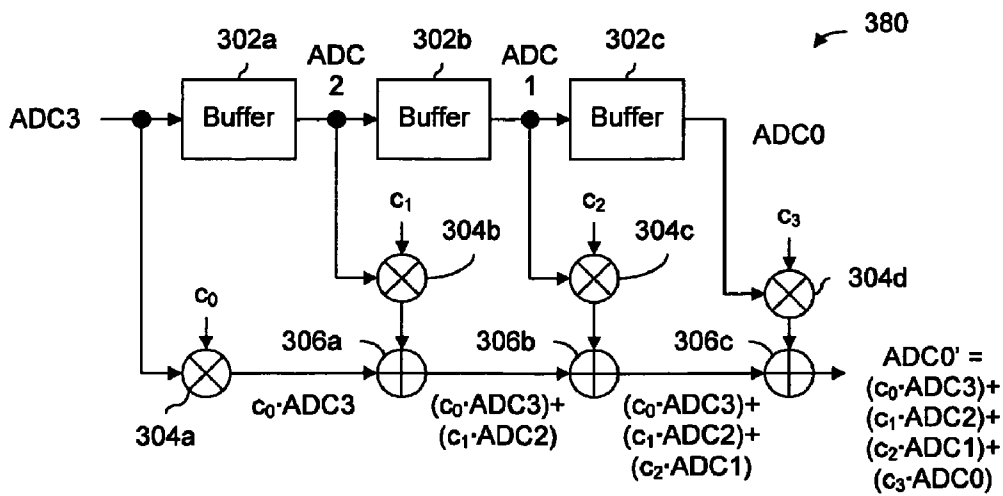 380
302a
ADC
2
302b
ADC
1
302c
ADC3
Buffer
Buffer
Buffer
ADC0
c₁
c₂
c₃
304b
304c
304d
c₀
306a
306b
306c
304a
c₀·ADC3
(c₀·ADC3)+
(c₁·ADC2)
(c₀·ADC3)+
(c₁·ADC2)+
(c₂·ADC1)
ADC0' =
(c₀·ADC3)+
(c₁·ADC2)+
(c₂·ADC1)+
(c₃·ADC0)